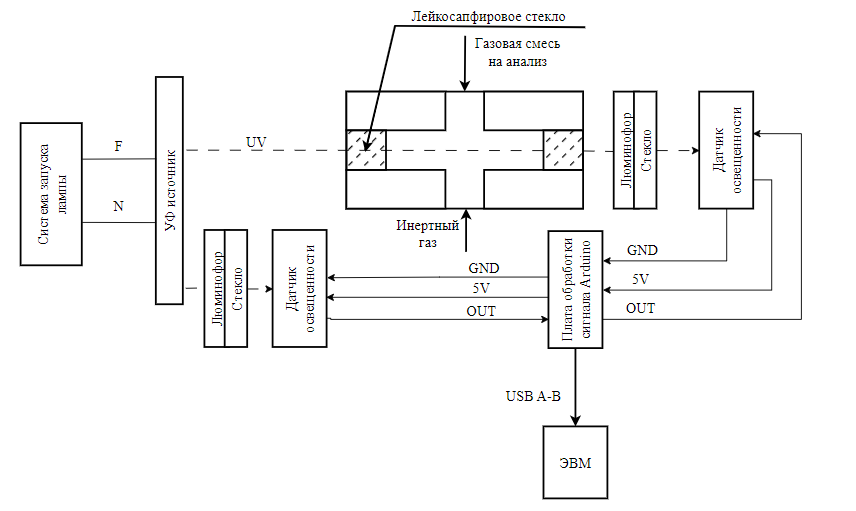 Лейкосапфировое стекло
Газовая смесь
на анализ
Система запуска
лампы
F
N
УФ источник
UV
Люминофор
Стекло
Датчик
освещенности
Инертный
газ
Люминофор
Стекло
Датчик
освещенности
GND
5V
OUT
Плата обработки
сигнала Arduino
GND
5V
OUT
USB A-B
ЭВМ